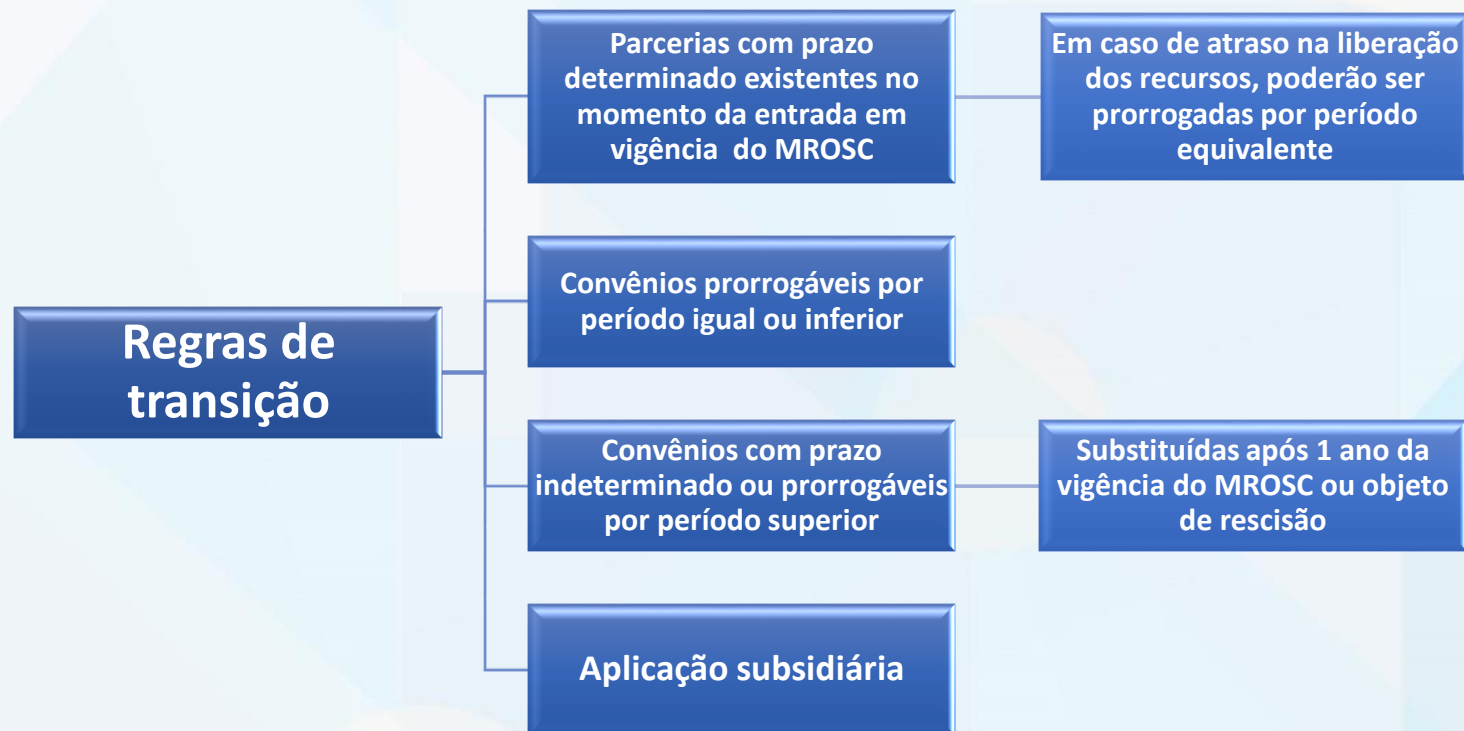 Regras de
transição
Parcerias com prazo
determinado existentes no
momento da entrada em
vigência do MROSC
Em caso de atraso na liberação
dos recursos, poderão ser
prorrogadas por período
equivalente
Convênios prorrogáveis por
período igual ou inferior
Convênios com prazo
indeterminado ou prorrogáveis
por período superior
Substituídas após 1 ano da
vigência do MROSC ou objeto
de rescisão
Aplicação subsidiária